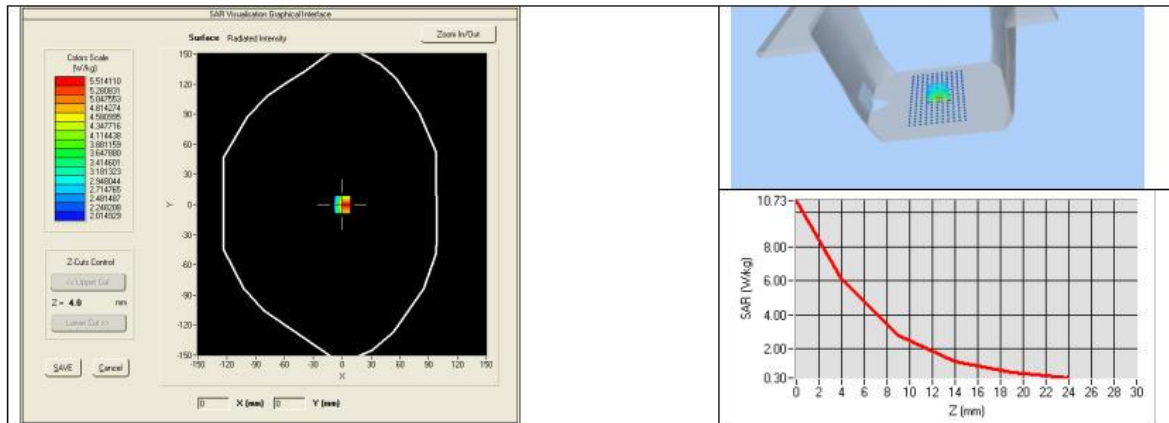 SAR Visualisation Graphical Interface
Surface Radiated Intensity
Zoom In/Out
Colors Scale
(W/kg)
5.514110
5.280831
5.047553
4.814274
4.580995
4.347716
4.114438
3.881159
3.647880
3.414601
3.181323
2.948044
2.714765
2.481487
2.248208
2.014929
Z-Cuts Control
<< Upper Cut
Z = 4.0 mm
Lower Cut >>
SAVE Cancel
150
120
90
60
30
0
-30
-60
-90
-120
-150
Y
-150 -120 -90 -60 -30 0 30 60 90 120 150
X
0 X (mm) 0 Y (mm)
10.73
8.00
6.00
4.00
2.00
0.30
SAR (W/kg)
0 2 4 6 8 10 12 14 16 18 20 22 24 26 28 30
Z (mm)